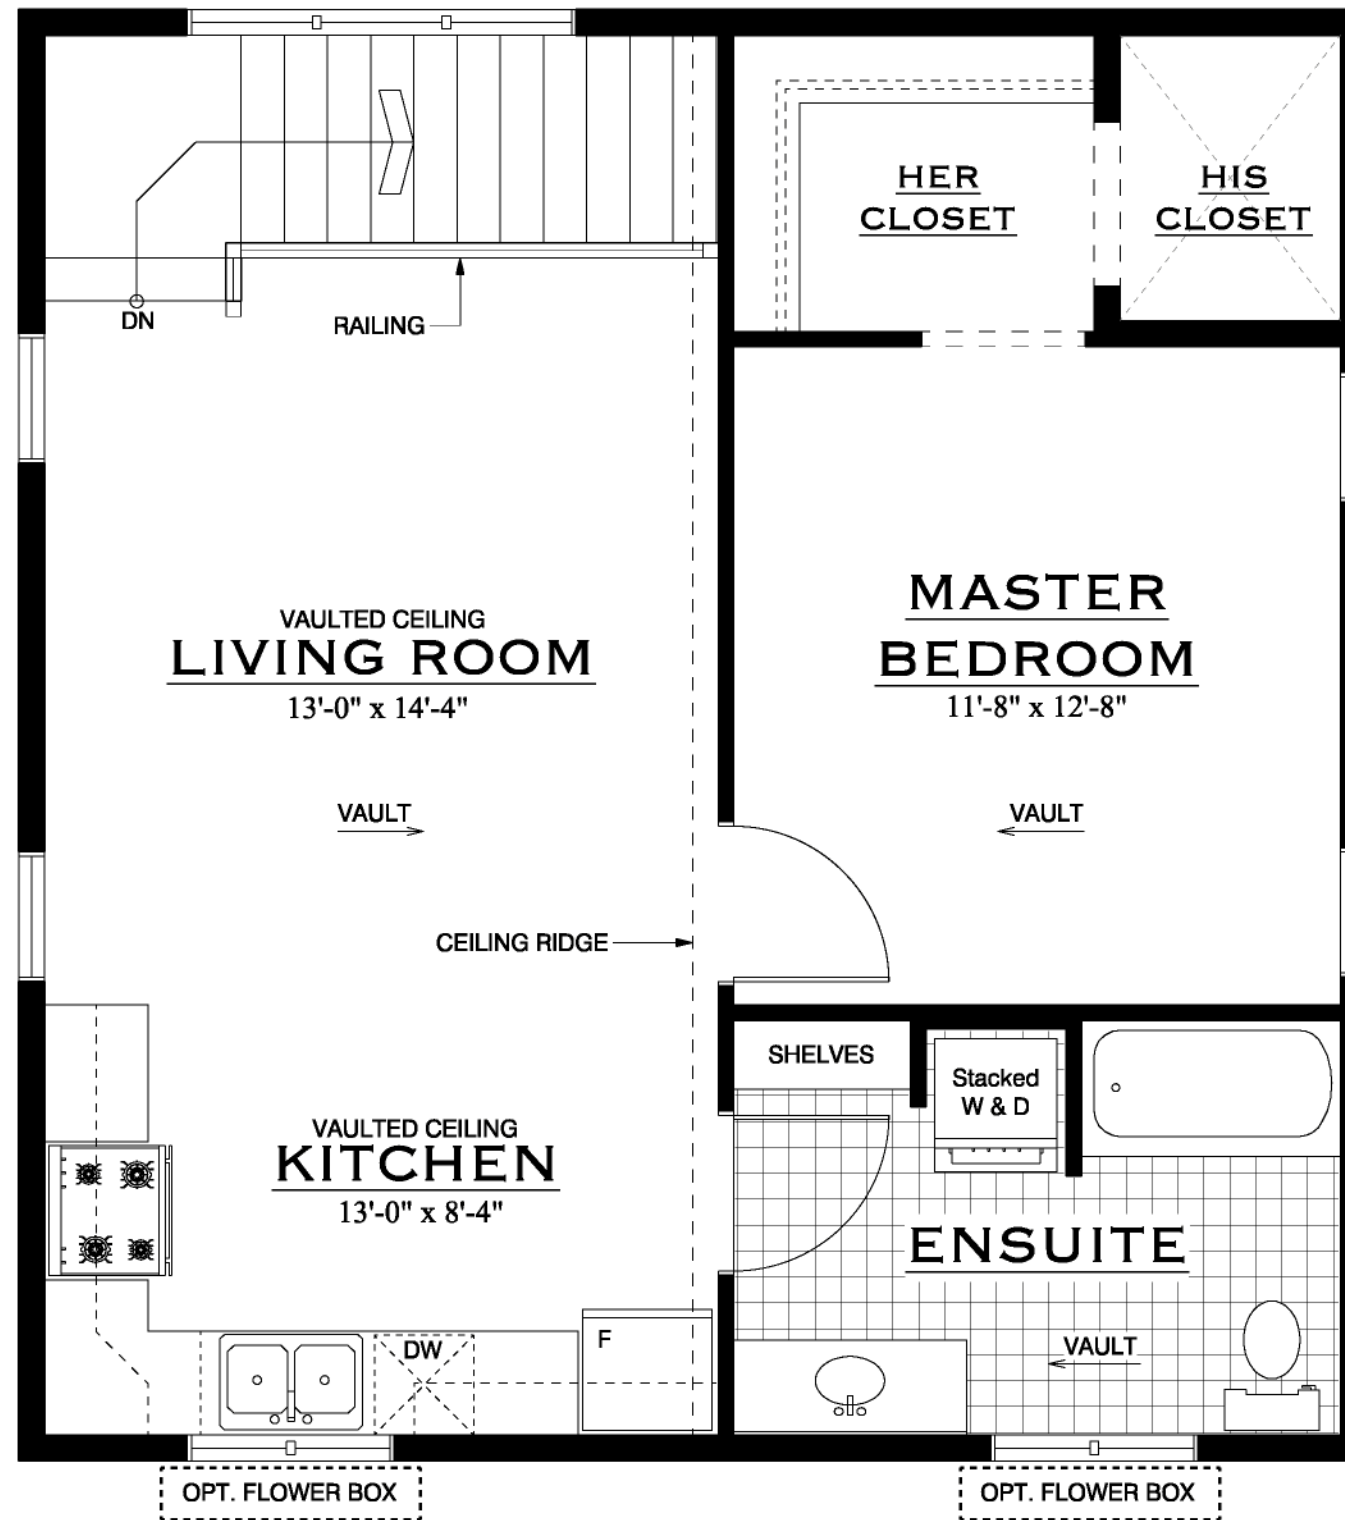 HER
CLOSET
HIS
CLOSET
DN
RAILING
VAULTED CEILING
LIVING ROOM
13'-0" x 14'-4"
MASTER
BEDROOM
11'-8" x 12'-8"
VAULT
VAULT
CEILING RIDGE
SHELVES
Stacked
W & D
VAULTED CEILING
KITCHEN
13'-0" x 8'-4"
ENSUITE
F
DW
VAULT
OPT. FLOWER BOX
OPT. FLOWER BOX